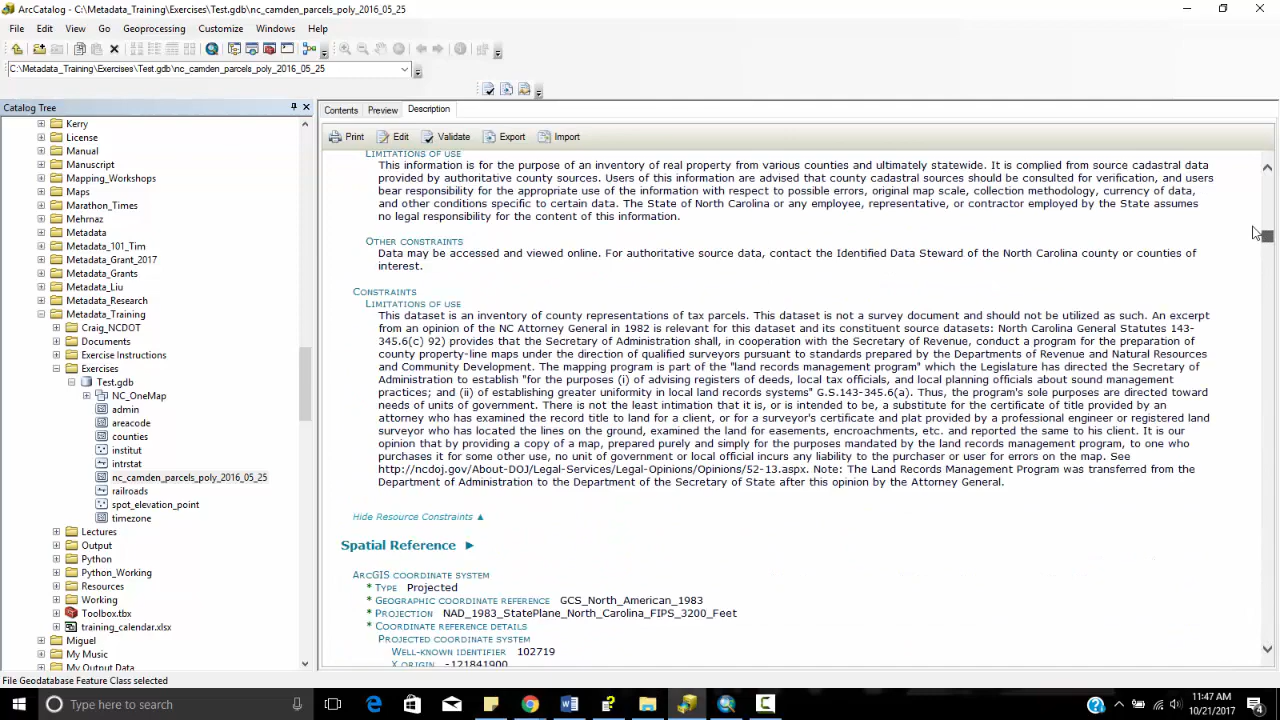 ArcCatalog - C:\Metadata_Training\Exercises\Test.gdb\nc_camden_parcels_poly_2016_05_25
File Edit View Go Geoprocessing Customize Windows Help
C:\Metadata_Training\Exercises\Test.gdb\nc_camden_parcels_poly_2016_05_25
Catalog Tree
Kerry
License
Manual
Manuscript
Mapping_Workshops
Maps
Marathon_Times
Mehrnaz
Metadata
Metadata_101_Tim
Metadata_Grant_2017
Metadata_Grants
Metadata_Liu
Metadata_Research
Metadata_Training
Craig_NCDOT
Documents
Exercise Instructions
Exercises
Test.gdb
NC_OneMap
admin
areacode
counties
institut
intrstat
nc_camden_parcels_poly_2016_05_25
railroads
spot_elevation_point
timezone
Lectures
Output
Python
Python_Working
Resources
Working
Toolbox.tbx
training_calendar.xlsx
Miguel
My Music
My Output Data
Contents Preview Description
Print Edit Validate Export Import
LIMITATIONS OF USE
This information is for the purpose of an inventory of real property from various counties and ultimately statewide. It is complied from source cadastral data
provided by authoritative county sources. Users of this information are advised that county cadastral sources should be consulted for verification, and users
bear responsibility for the appropriate use of the information with respect to possible errors, original map scale, collection methodology, currency of data,
and other conditions specific to certain data. The State of North Carolina or any employee, representative, or contractor employed by the State assumes
no legal responsibility for the content of this information.
OTHER CONSTRAINTS
Data may be accessed and viewed online. For authoritative source data, contact the Identified Data Steward of the North Carolina county or counties of
interest.
CONSTRAINTS
LIMITATIONS OF USE
This dataset is an inventory of county representations of tax parcels. This dataset is not a survey document and should not be utilized as such. An excerpt
from an opinion of the NC Attorney General in 1982 is relevant for this dataset and its constituent source datasets: North Carolina General Statutes 143-
345.6(c) 92) provides that the Secretary of Administration shall, in cooperation with the Secretary of Revenue, conduct a program for the preparation of
county property-line maps under the direction of qualified surveyors pursuant to standards prepared by the Departments of Revenue and Natural Resources
and Community Development. The mapping program is part of the "land records management program" which the Legislature has directed the Secretary of
Administration to establish "for the purposes (i) of advising registers of deeds, local tax officials, and local planning officials about sound management
practices; and (ii) of establishing greater uniformity in local land records systems" G.S.143-345.6(a). Thus, the program's sole purposes are directed toward
needs of units of government. There is not the least intimation that it is, or is intended to be, a substitute for the certificate of title provided by an
attorney who has examined the record title to land for a client, or for a surveyor's certificate and plat provided by a professional engineer or registered land
surveyor who has located the lines on the ground, examined the land for easements, encroachments, etc. and reported the same to his client. It is our
opinion that by providing a copy of a map, prepared purely and simply for the purposes mandated by the land records management program, to one who
purchases it for some other use, no unit of government or local official incurs any liability to the purchaser or user for errors on the map. See
http://ncdoj.gov/About-DOJ/Legal-Services/Legal-Opinions/Opinions/52-13.aspx. Note: The Land Records Management Program was transferred from the
Department of Administration to the Department of the Secretary of State after this opinion by the Attorney General.
Hide Resource Constraints ▲
Spatial Reference ►
ARCGIS COORDINATE SYSTEM
* TYPE Projected
* GEOGRAPHIC COORDINATE REFERENCE GCS_North_American_1983
* PROJECTION NAD_1983_StatePlane_North_Carolina_FIPS_3200_Feet
* COORDINATE REFERENCE DETAILS
PROJECTED COORDINATE SYSTEM
WELL-KNOWN IDENTIFIER 102719
X ORIGIN -121841900
File Geodatabase Feature Class selected
Type here to search
11:47 AM
10/21/2017